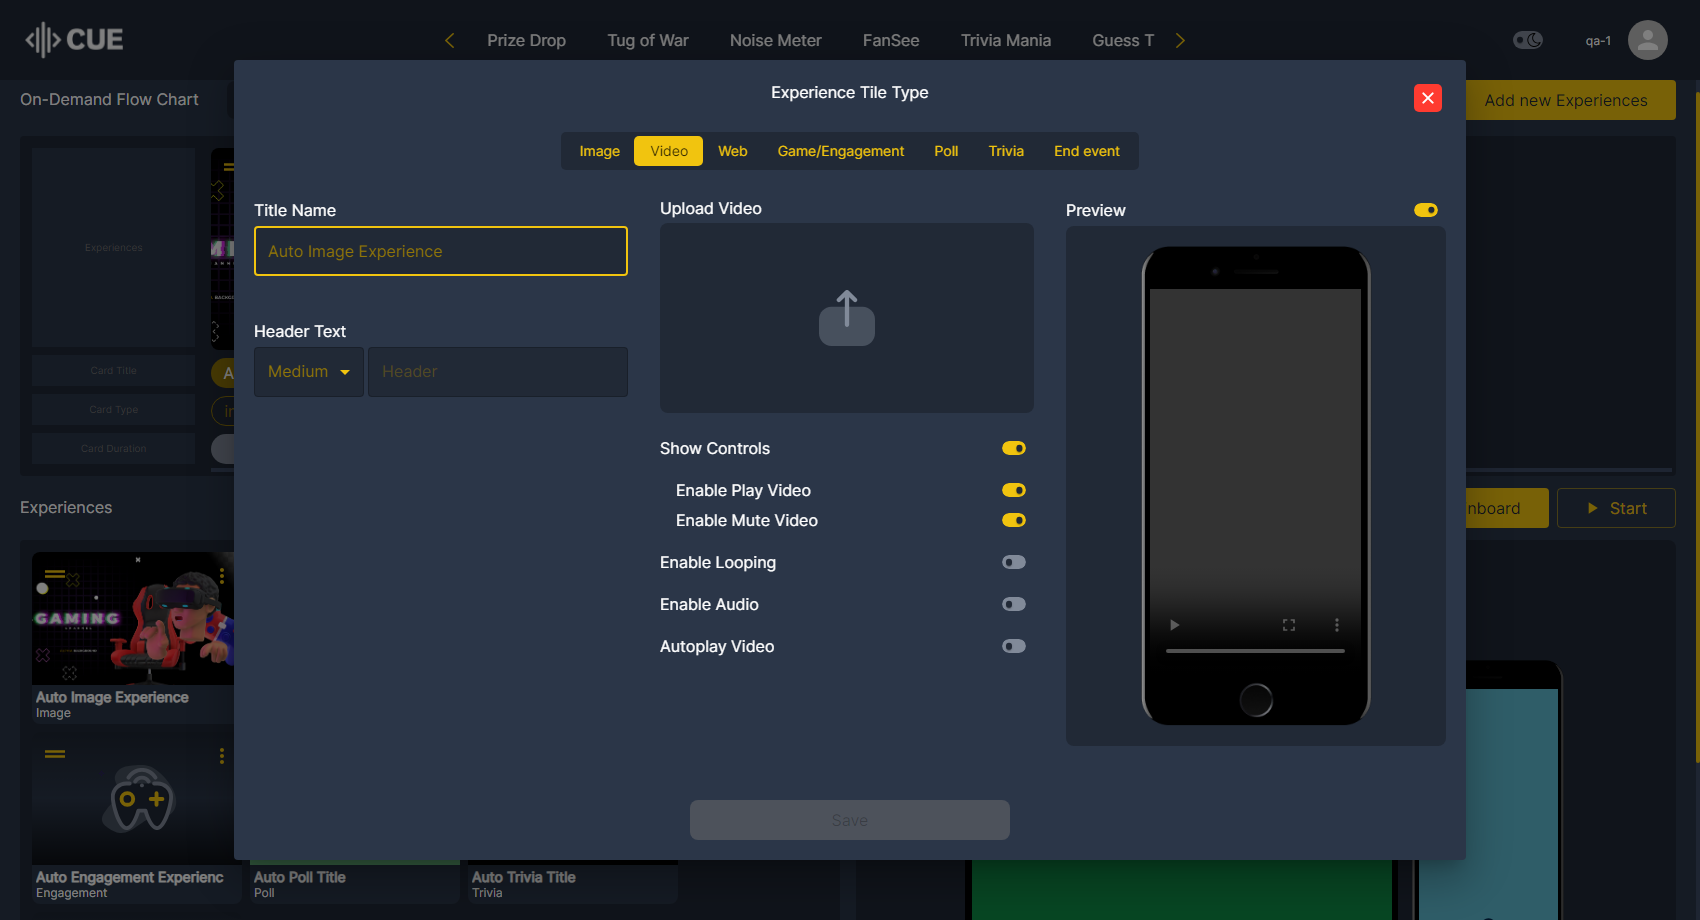 CUE
Prize Drop
Tug of War
Noise Meter
FanSee
Trivia Mania
Guess T
qa-1
On-Demand Flow Chart
Add new Experiences
Experience Tile Type
Image
Video
Web
Game/Engagement
Poll
Trivia
End event
Title Name
Auto Image Experience
Header Text
Medium
Header
Upload Video
Show Controls
Enable Play Video
Enable Mute Video
Enable Looping
Enable Audio
Autoplay Video
Preview
Save
Experiences
Card Title
A
Card Type
in
Card Duration
Experiences
nboard
Start
GAMING
Auto Image Experience
Image
Auto Engagement Experienc
Engagement
Auto Poll Title
Poll
Auto Trivia Title
Trivia